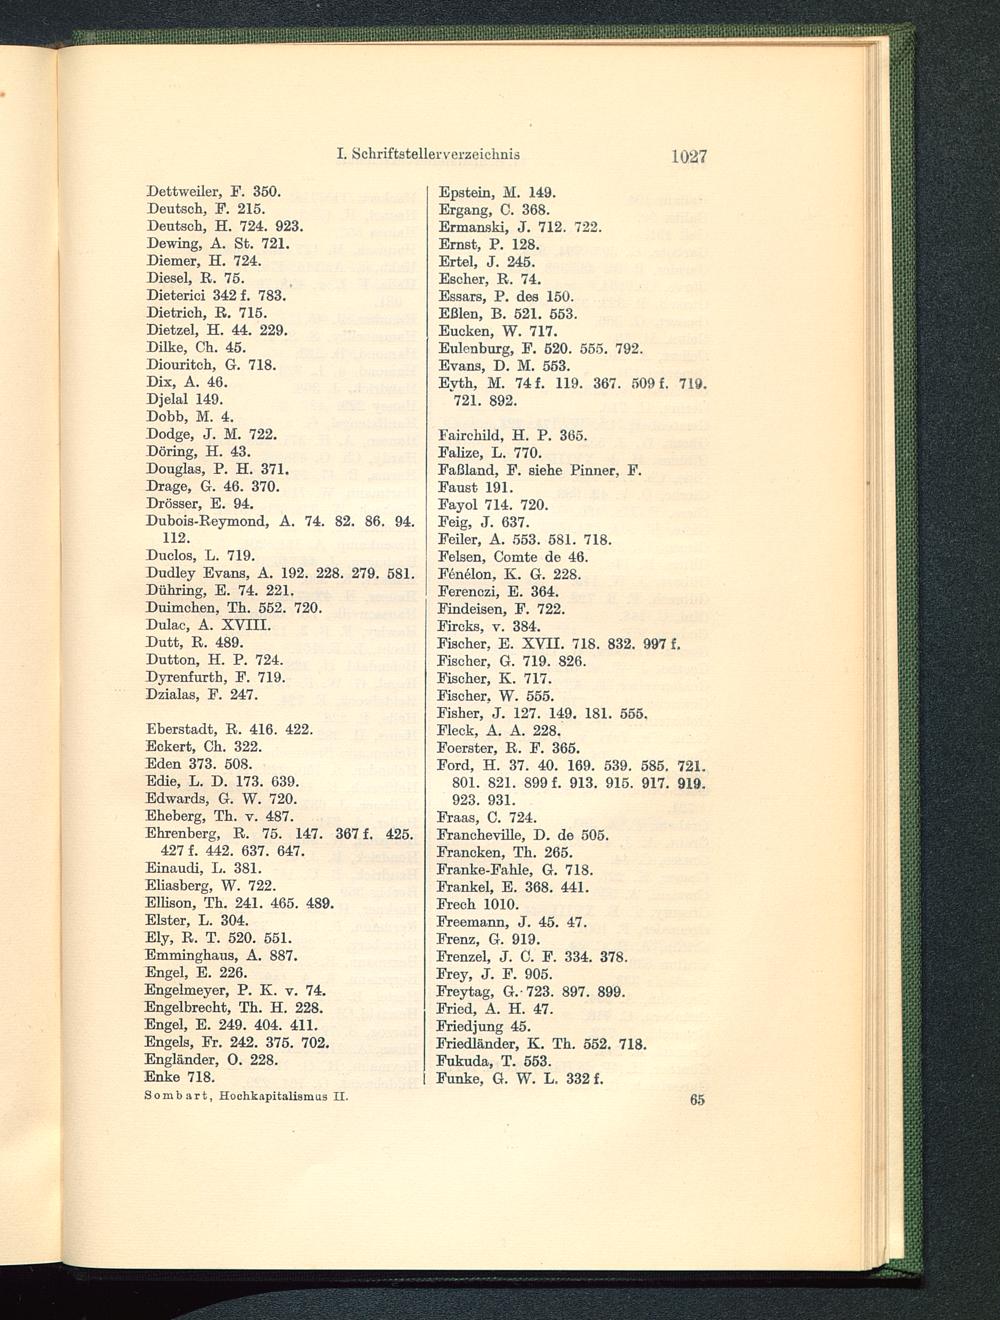 I. Schriftstellerverzeichnis 1027
Dettweiler, F. 350.
Deutsch, F. 215.
Deutsch, H. 724. 923.
Dewing, A. St. 721.
Diemer, H. 724.
Diesel, R. 75.
Dieterici 342 f. 783.
Dietrich, R. 715.
Dietzel, H. 44. 229.
Dilke, Ch. 45.
Diouritch, G. 718.
Dix, A. 46.
Djelal 149.
Dobb, M. 4.
Dodge, J. M. 722.
Döring, H. 43.
Douglas, P. H. 371.
Drage, G. 46. 370.
Drösser, E. 94.
Dubois-Reymond, A. 74. 82. 86. 94.
112.
Duclos, L. 719.
Dudley Evans, A. 192. 228. 279. 581.
Dühring, E. 74. 221.
Duimchen, Th. 552. 720.
Dulac, A. XVIII.
Dutt, R. 489.
Dutton, H. P. 724.
Dyrenfurth, F. 719.
Dzialas, F. 247.
Eberstadt, R. 416. 422.
Eckert, Ch. 322.
Eden 373. 508.
Edie, L. D. 173. 639.
Edwards, G. W. 720.
Eheberg, Th. v. 487.
Ehrenberg, R. 75. 147. 367 f. 425.
427 f. 442. 637. 647.
Einaudi, L. 381.
Eliasberg, W. 722.
Ellison, Th. 241. 465. 489.
Elster, L. 304.
Ely, R. T. 520. 551.
Emminghaus, A. 887.
Engel, E. 226.
Engelmeyer, P. K. v. 74.
Engelbrecht, Th. H. 228.
Engel, E. 249. 404. 411.
Engels, Fr. 242. 375. 702.
Engländer, O. 228.
Enke 718.
Epstein, M. 149.
Ergang, C. 368.
Ermanski, J. 712. 722.
Ernst, P. 128.
Ertel, J. 245.
Escher, R. 74.
Essars, P. des 150.
Eßlen, B. 521. 553.
Eucken, W. 717.
Eulenburg, F. 520. 555. 792.
Evans, D. M. 553.
Eyth, M. 74 f. 119. 367. 509 f. 719.
721. 892.
Fairchild, H. P. 365.
Falize, L. 770.
Faßland, F. siehe Pinner, F.
Faust 191.
Fayol 714. 720.
Feig, J. 637.
Feiler, A. 553. 581. 718.
Felsen, Comte de 46.
Fénélon, K. G. 228.
Ferenczi, E. 364.
Findeisen, F. 722.
Fircks, v. 384.
Fischer, E. XVII. 718. 832. 997 f.
Fischer, G. 719. 826.
Fischer, K. 717.
Fischer, W. 555.
Fisher, J. 127. 149. 181. 555.
Fleck, A. A. 228.
Foerster, R. F. 365.
Ford, H. 37. 40. 169. 539. 585. 721.
801. 821. 899 f. 913. 915. 917. 919.
923. 931.
Fraas, C. 724.
Francheville, D. de 505.
Francken, Th. 265.
Franke-Fahle, G. 718.
Frankel, E. 368. 441.
Frech 1010.
Freemann, J. 45. 47.
Frenz, G. 919.
Frenzel, J. C. F. 334. 378.
Frey, J. F. 905.
Freytag, G. 723. 897. 899.
Fried, A. H. 47.
Friedjung 45.
Friedländer, K. Th. 552. 718.
Fukuda, T. 553.
Funke, G. W. L. 332 f.
Sombart, Hochkapitalismus II. 65